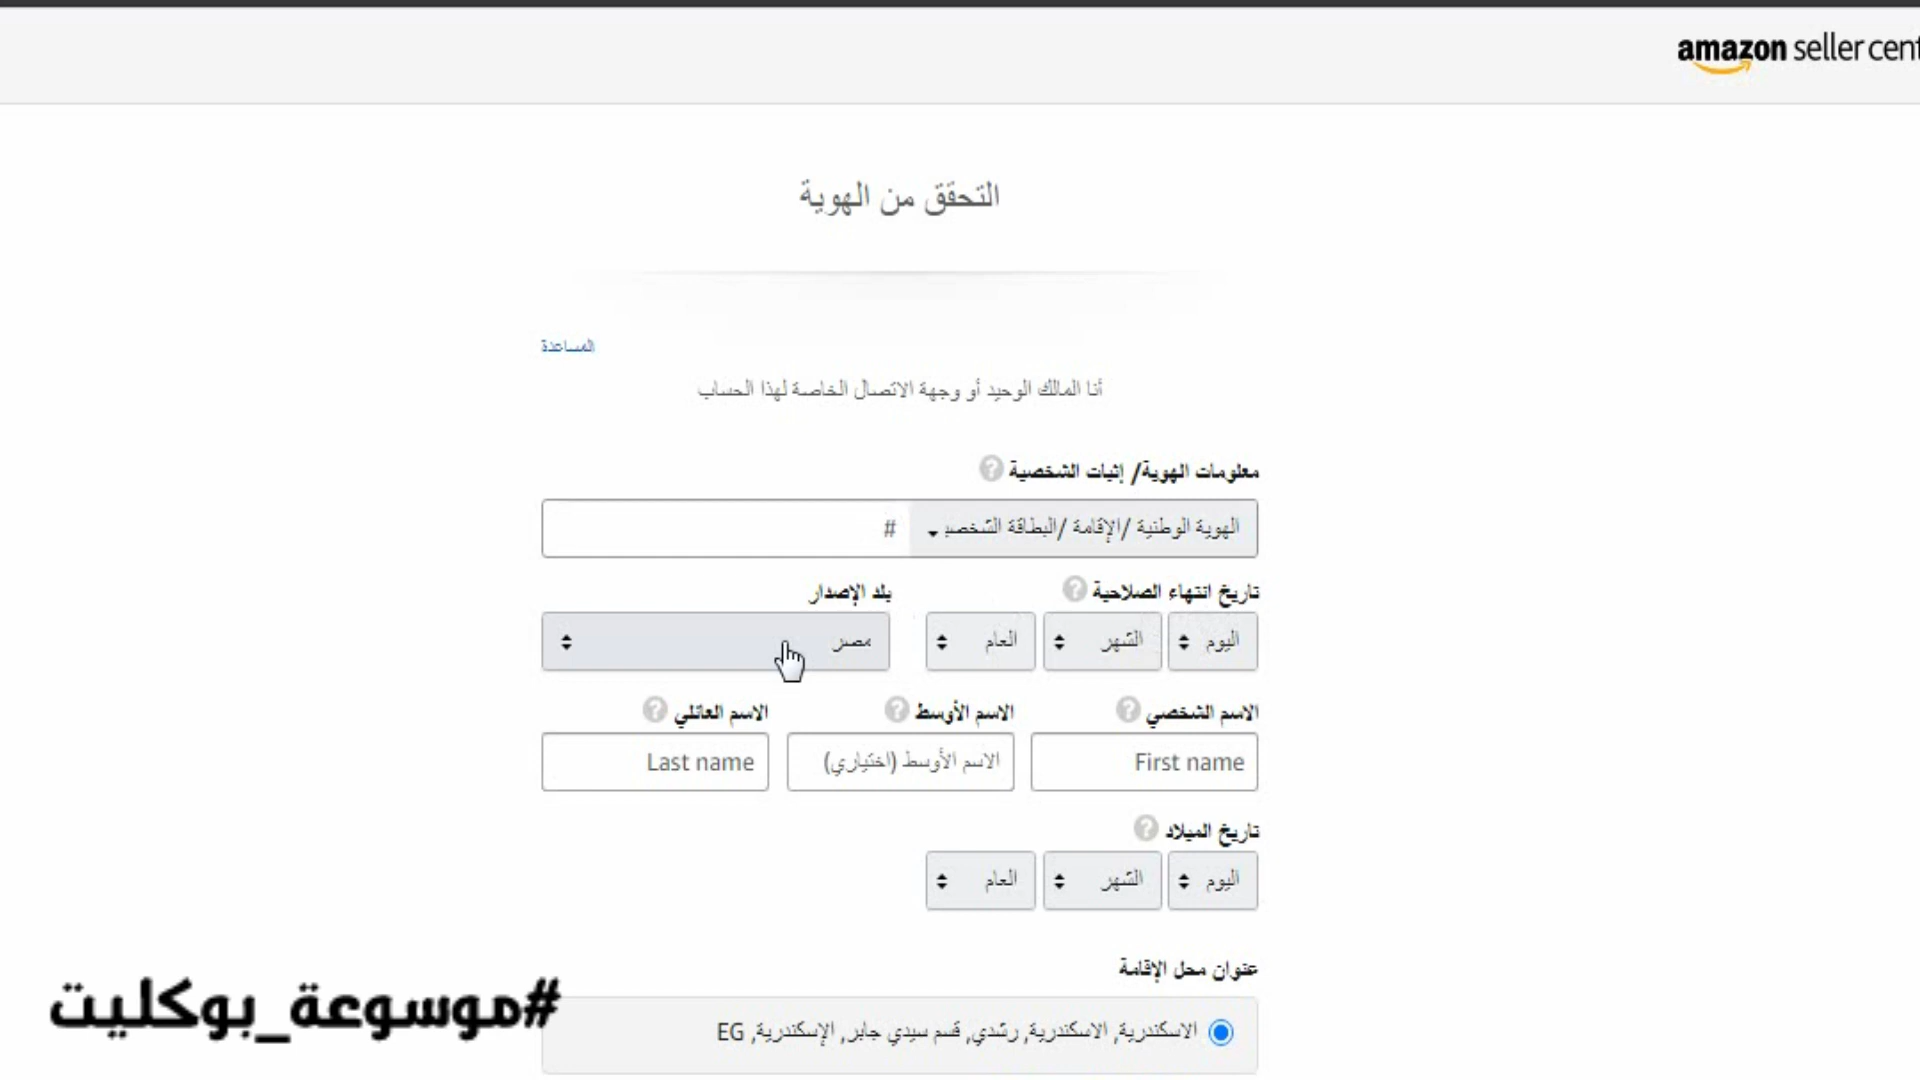 amazon seller cent
التحقق من الهوية
المساعدة
أنا المالك الوحيد أو وجهة الاتصال الخاصة لهذا الحساب
معلومات الهوية/ إثبات الشخصية ?
الهوية الوطنية /الإقامة /البطاقة الشخصية #
تاريخ انتهاء الصلاحية ? بلد الإصدار
اليوم الشهر العام مصر
الاسم الشخصي ? الاسم الأوسط ? الاسم العائلي ?
First name الاسم الأوسط (اختياري) Last name
تاريخ الميلاد ?
اليوم الشهر العام
عنوان محل الإقامة
الاسكندرية, الاسكندرية, رشدي, قسم سيدي جابر, الإسكندرية, EG
#موسوعة_بوكليت